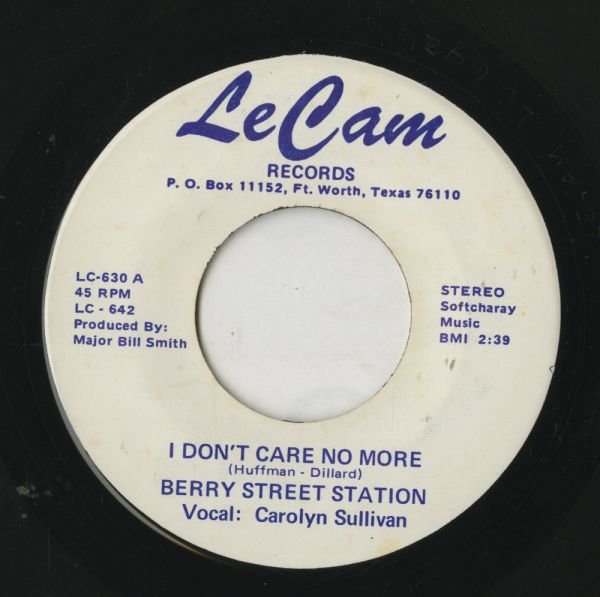 LeCam
RECORDS
P. O. Box 11152, Ft. Worth, Texas 76110
LC-630 A
45 RPM
LC - 642
Produced By:
Major Bill Smith
STEREO
Softcharay
Music
BMI 2:39
I DON'T CARE NO MORE
(Huffman - Dillard)
BERRY STREET STATION
Vocal: Carolyn Sullivan